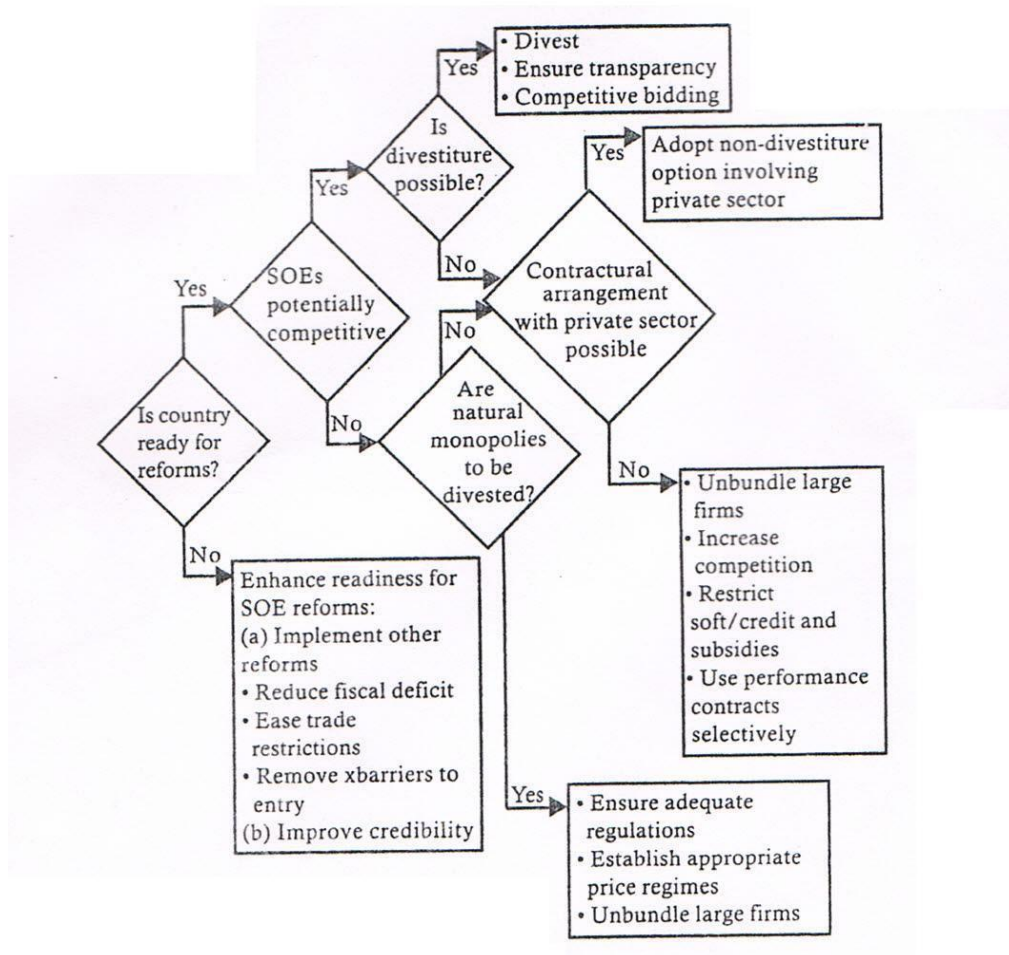 Yes
• Divest
• Ensure transparency
• Competitive bidding
Is
divestiture
possible?
Yes
Adopt non-divestiture
option involving
private sector
Yes
No
SOEs
potentially
competitive
Yes
Contractural
arrangement
with private sector
possible
No
Is country
ready for
reforms?
No
Are
natural
monopolies
to be
divested?
No
• Unbundle large
firms
• Increase
competition
• Restrict
soft/credit and
subsidies
• Use performance
contracts
selectively
No
Enhance readiness for
SOE reforms:
(a) Implement other
reforms
• Reduce fiscal deficit
• Ease trade
restrictions
• Remove xbarriers to
entry
(b) Improve credibility
Yes
• Ensure adequate
regulations
• Establish appropriate
price regimes
• Unbundle large firms